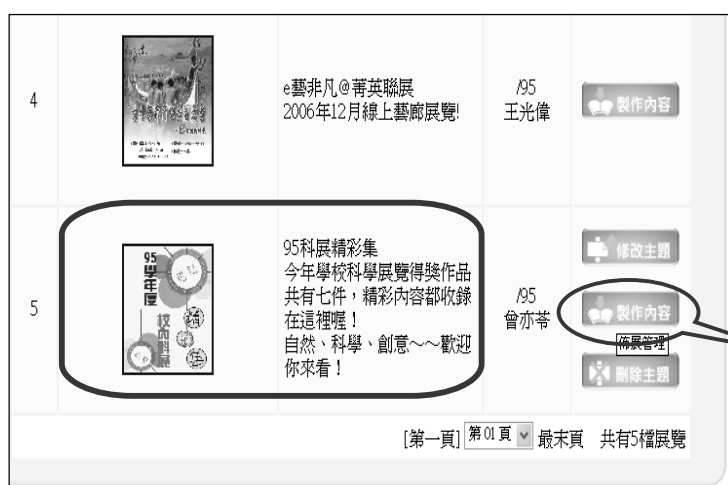 4
e藝非凡@菁英聯展
2006年12月線上藝廊展覽!
/95
王光偉
製作內容
5
95
學年度
校內科展
95科展精彩集
今年學校科學展覽得獎作品
共有七件，精彩內容都收錄
在這裡喔！
自然、科學、創意～～歡迎
你來看！
/95
曾亦苓
修改主題
製作內容
佈展管理
刪除主題
[第一頁] 第01頁 最末頁 共有5檔展覽